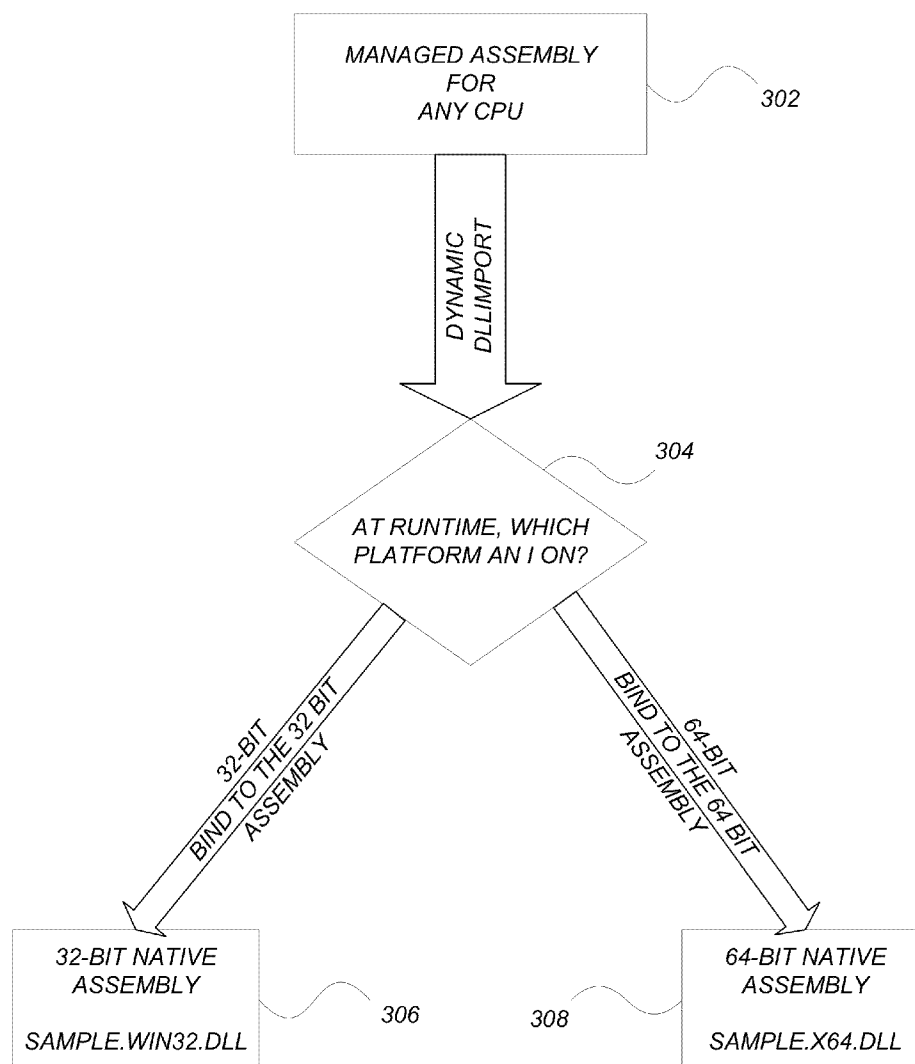 MANAGED ASSEMBLY
FOR
ANY CPU
302
DYNAMIC
DLLIMPORT
304
AT RUNTIME, WHICH
PLATFORM AN I ON?
32-BIT
BIND TO THE 32 BIT
ASSEMBLY
64-BIT
BIND TO THE 64 BIT
ASSEMBLY
32-BIT NATIVE
ASSEMBLY
SAMPLE.WIN32.DLL
306
308
64-BIT NATIVE
ASSEMBLY
SAMPLE.X64.DLL